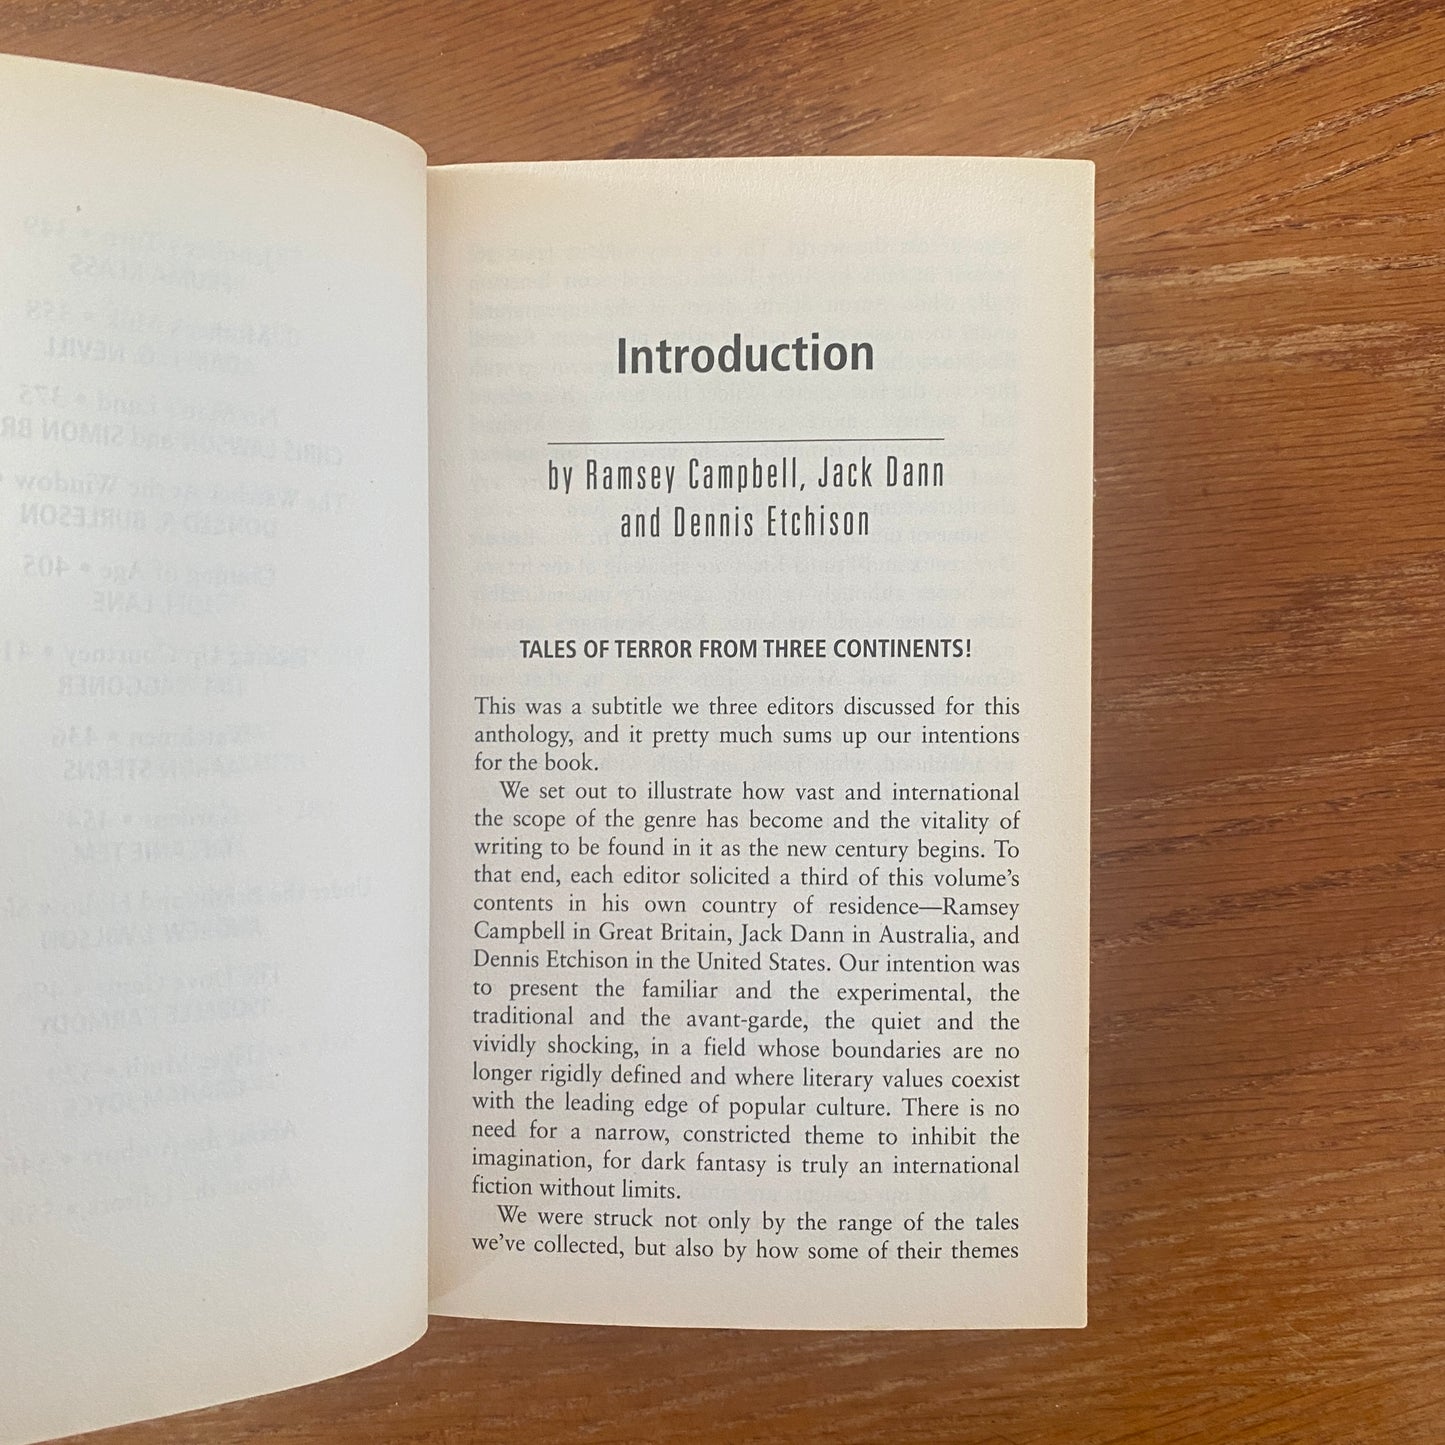 Introduction
by Ramsey Campbell, Jack Dann
and Dennis Etchison
TALES OF TERROR FROM THREE CONTINENTS!
This was a subtitle we three editors discussed for this
anthology, and it pretty much sums up our intentions
for the book.
We set out to illustrate how vast and international
the scope of the genre has become and the vitality of
writing to be found in it as the new century begins. To
that end, each editor solicited a third of this volume's
contents in his own country of residence—Ramsey
Campbell in Great Britain, Jack Dann in Australia, and
Dennis Etchison in the United States. Our intention was
to present the familiar and the experimental, the
traditional and the avant-garde, the quiet and the
vividly shocking, in a field whose boundaries are no
longer rigidly defined and where literary values coexist
with the leading edge of popular culture. There is no
need for a narrow, constricted theme to inhibit the
imagination, for dark fantasy is truly an international
fiction without limits.
We were struck not only by the range of the tales
we've collected, but also by how some of their themes